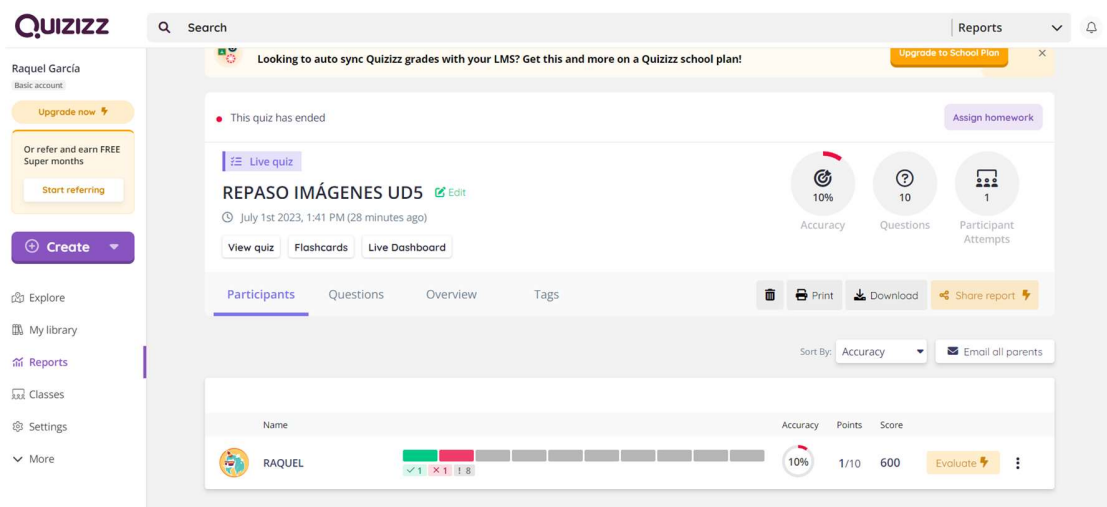 QUIZIZZ
Search
Reports
Raquel García
Basic account
Upgrade now
Or refer and earn FREE
Super months
Start referring
Create
Explore
My library
Reports
Classes
Settings
More
Looking to auto sync Quizizz grades with your LMS? Get this and more on a Quizizz school plan!
Upgrade to School Plan
×
This quiz has ended
Assign homework
Live quiz
REPASO IMÁGENES UD5 Edit
July 1st 2023, 1:41 PM (28 minutes ago)
View quiz Flashcards Live Dashboard
10% 10 1
Accuracy Questions Participant
Attempts
Participants Questions Overview Tags
Print Download Share report
Sort By: Accuracy Email all parents
Name Accuracy Points Score
RAQUEL 10% 1/10 600 Evaluate
✓ 1 × 1 ! 8